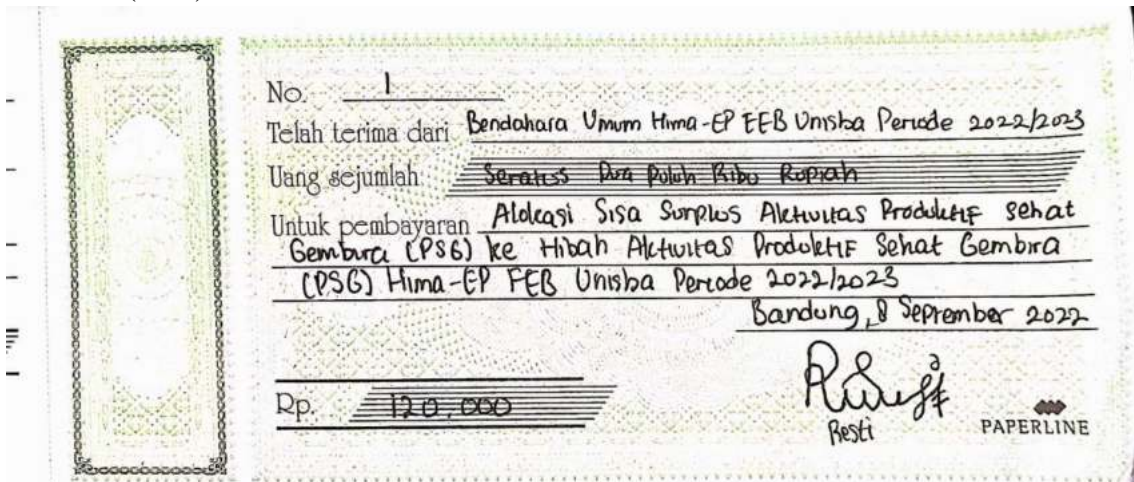 No. 1
Telah terima dari Bendahara Umum Hima-EP FEB Unisba Periode 2022/2023
Uang sejumlah Seratus Dua Puluh Ribu Rupiah
Untuk pembayaran Alokasi Sisa Surplus Aktivitas Produktif Sehat
Gembira (PSG) ke Hibah Aktivitas Produktif Sehat Gembira
(PSG) Hima-EP FEB Unisba Periode 2022/2023
Bandung, 8 September 2022
Rp. 120.000
Resti
PAPERLINE